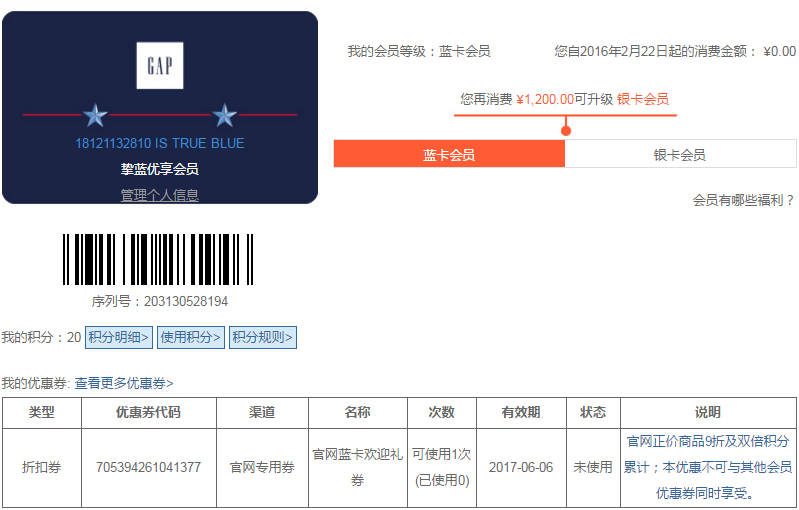 GAP
18121132810 IS TRUE BLUE
挚蓝优享会员
管理个人信息
我的会员等级：蓝卡会员
您自2016年2月22日起的消费金额： ¥0.00
您再消费 ¥1,200.00可升级 银卡会员
蓝卡会员
银卡会员
会员有哪些福利？
序列号：203130528194
我的积分：20 积分明细> 使用积分> 积分规则>
我的优惠券: 查看更多优惠券>
类型 优惠券代码 渠道 名称 次数 有效期 状态 说明
折扣券 705394261041377 官网专用券 官网蓝卡欢迎礼券 可使用1次(已使用0) 2017-06-06 未使用 官网正价商品9折及双倍积分累计；本优惠不可与其他会员优惠券同时享受。